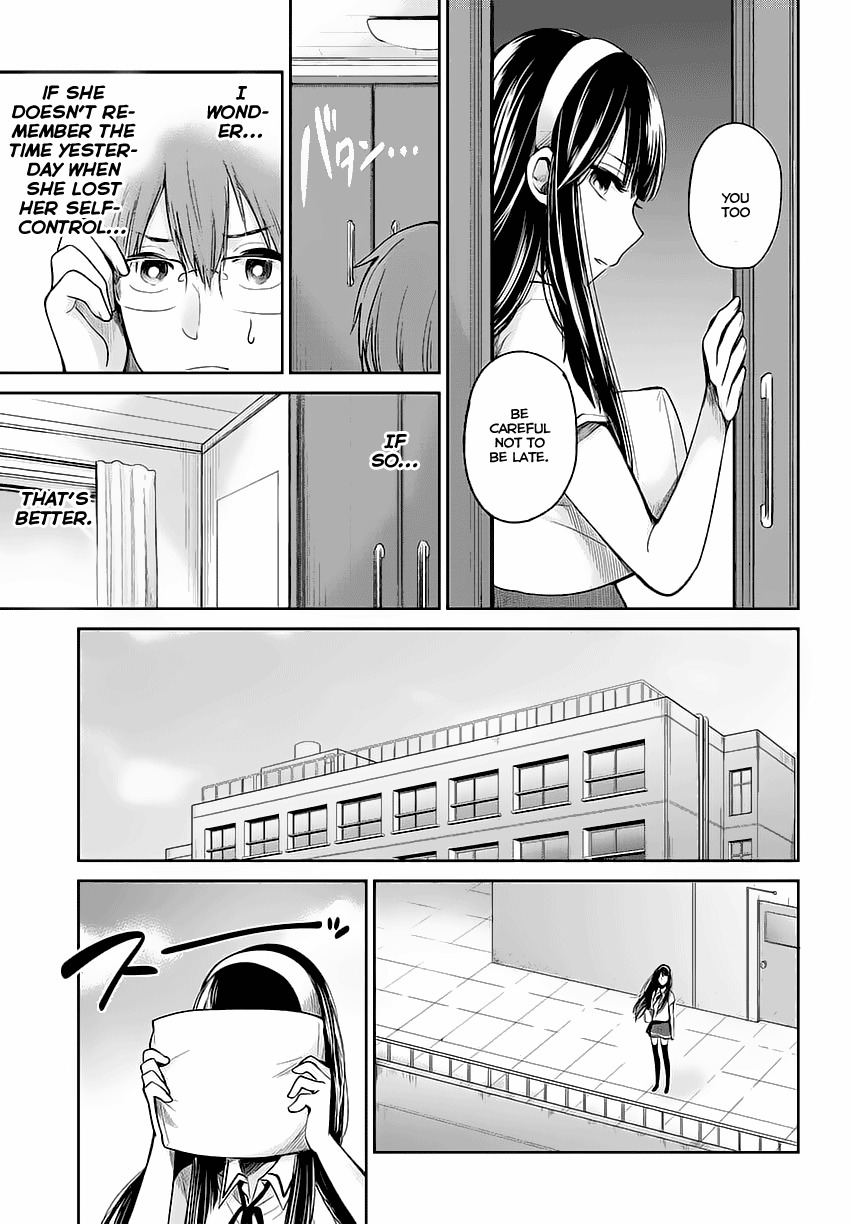 YOU
TOO
BE
CAREFUL
NOT TO
BE LATE.
バタン…
I
WOND-
ER...
IF SHE
DOESN'T RE-
MEMBER THE
TIME YESTER-
DAY WHEN
SHE LOST
HER SELF-
CONTROL...
IF
SO...
THAT'S
BETTER.
スーッ